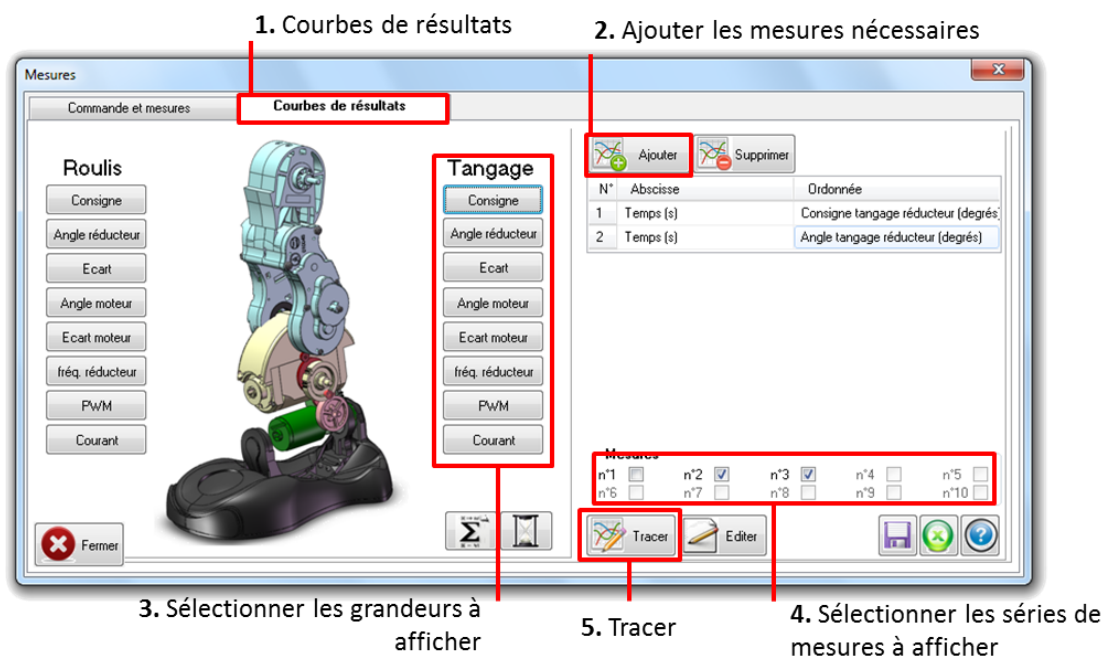 1. Courbes de résultats
2. Ajouter les mesures nécessaires
Mesures
Commande et mesures
Courbes de résultats
Roulis
Consigne
Angle réducteur
Ecart
Angle moteur
Ecart moteur
fréq. réducteur
PWM
Courant
Tangage
Consigne
Angle réducteur
Ecart
Angle moteur
Ecart moteur
fréq. réducteur
PWM
Courant
Ajouter
Supprimer
N° Abscisse Ordonnée
1 Temps (s) Consigne tangage réducteur (degrés)
2 Temps (s) Angle tangage réducteur (degrés)
Mesures
n°1 n°2 n°3 n°4 n°5
n°6 n°7 n°8 n°9 n°10
Fermer
Σ
Tracer
Editer
3. Sélectionner les grandeurs à
afficher
5. Tracer
4. Sélectionner les séries de
mesures à afficher